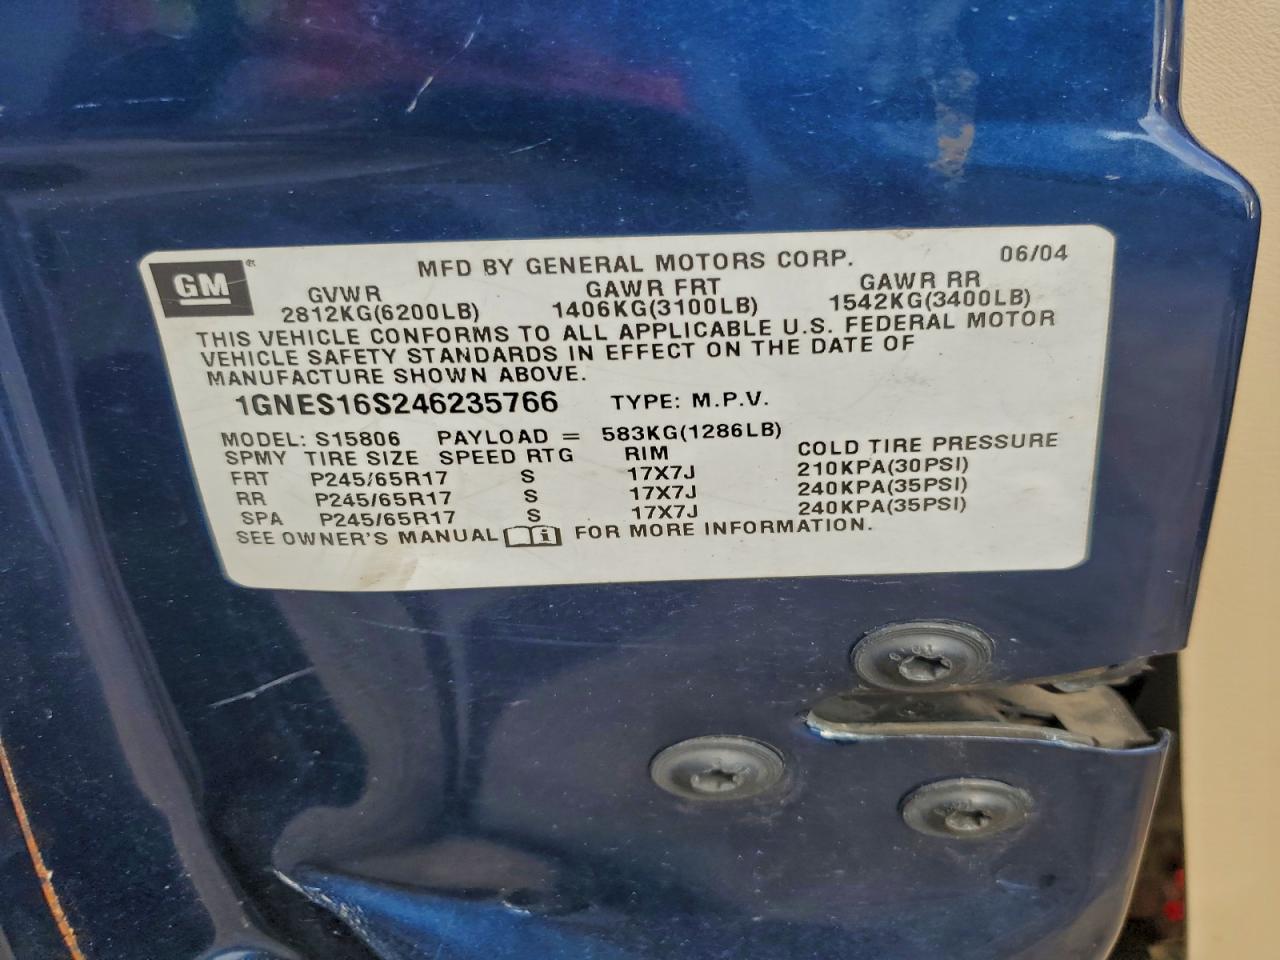 GM® MFD BY GENERAL MOTORS CORP. 06/04
GVWR GAWR FRT GAWR RR
2812KG(6200LB) 1406KG(3100LB) 1542KG(3400LB)
THIS VEHICLE CONFORMS TO ALL APPLICABLE U.S. FEDERAL MOTOR
VEHICLE SAFETY STANDARDS IN EFFECT ON THE DATE OF
MANUFACTURE SHOWN ABOVE.
1GNES16S246235766 TYPE: M.P.V.
MODEL: S15806 PAYLOAD = 583KG(1286LB)
SPMY TIRE SIZE SPEED RTG RIM COLD TIRE PRESSURE
FRT P245/65R17 S 17X7J 210KPA(30PSI)
RR P245/65R17 S 17X7J 240KPA(35PSI)
SPA P245/65R17 S 17X7J 240KPA(35PSI)
SEE OWNER'S MANUAL i FOR MORE INFORMATION.